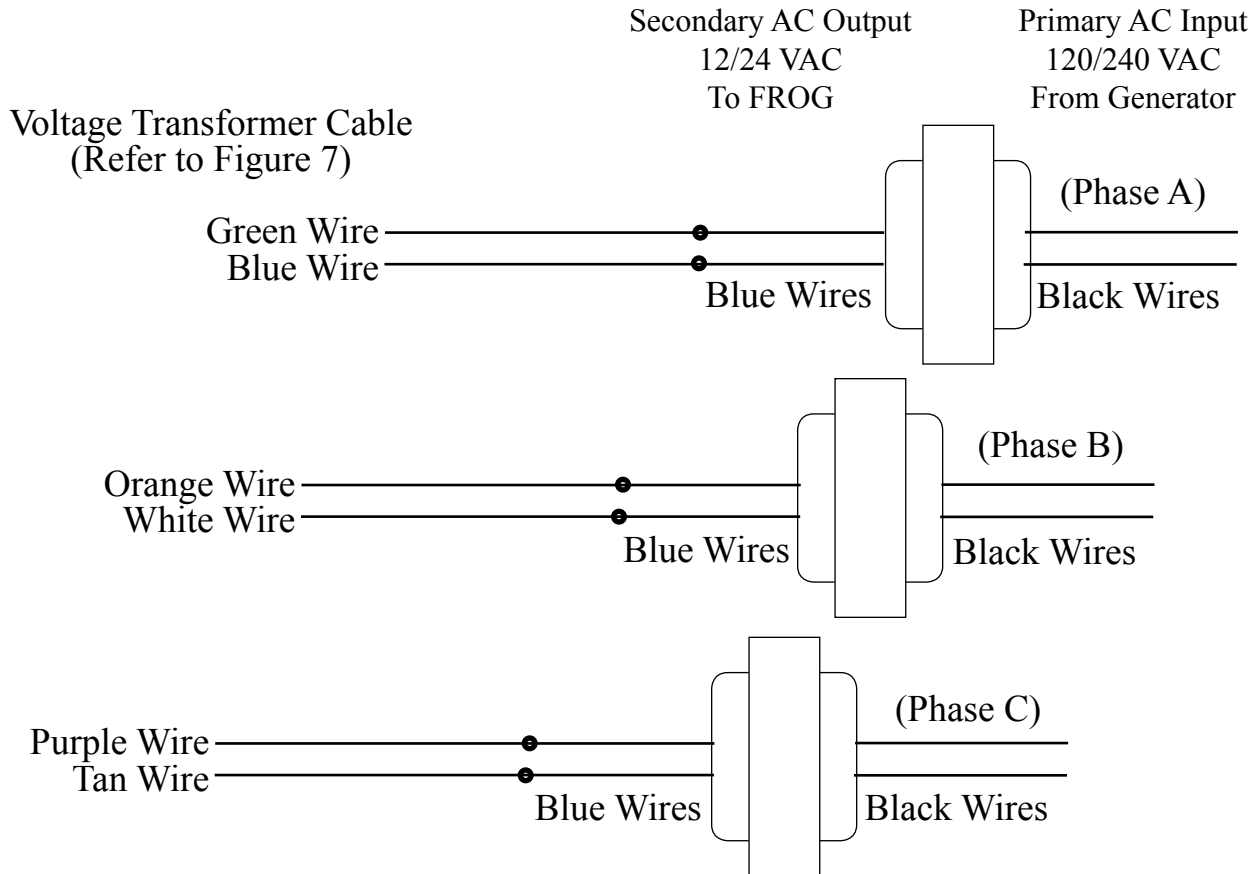 Secondary AC Output
12/24 VAC
To FROG
Primary AC Input
120/240 VAC
From Generator
Voltage Transformer Cable
(Refer to Figure 7)
(Phase A)
Green Wire
Blue Wire
Blue Wires
Black Wires
(Phase B)
Orange Wire
White Wire
Blue Wires
Black Wires
(Phase C)
Purple Wire
Tan Wire
Blue Wires
Black Wires